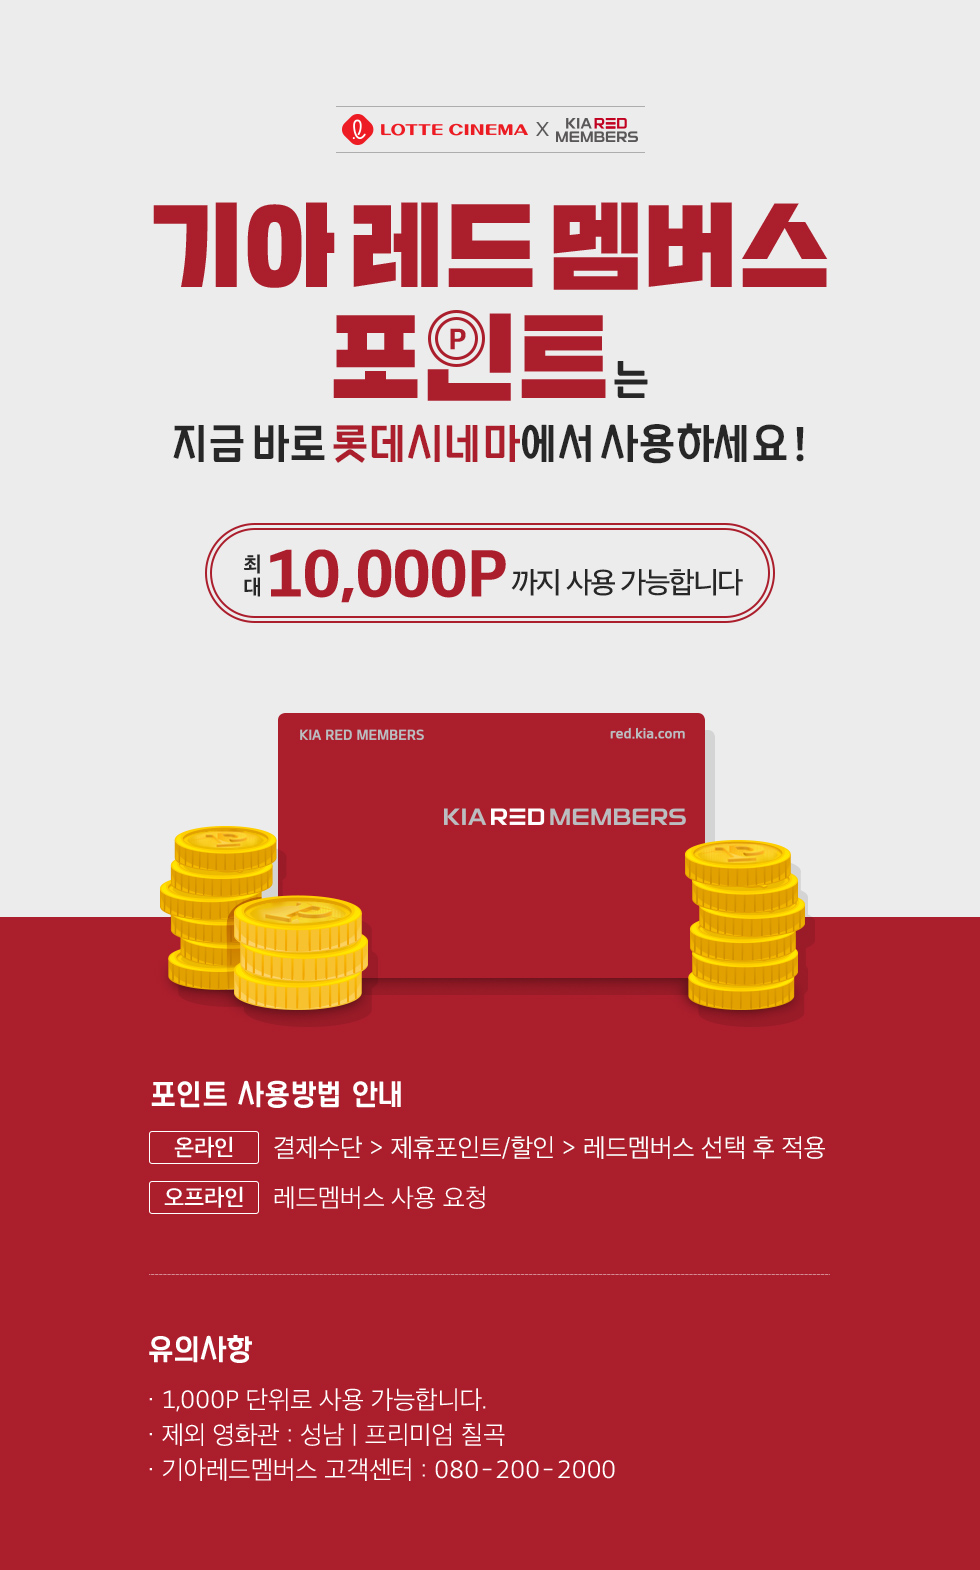 LOTTE CINEMA X KIA RED MEMBERS
기아 레드 멤버스
포인트는
지금 바로 롯데시네마에서 사용하세요!
최대 10,000P 까지 사용 가능합니다
KIA RED MEMBERS red.kia.com
KIA RED MEMBERS
포인트 사용방법 안내
온라인 결제수단 > 제휴포인트/할인 > 레드멤버스 선택 후 적용
오프라인 레드멤버스 사용 요청
유의사항
· 1,000P 단위로 사용 가능합니다.
· 제외 영화관 : 성남 | 프리미엄 칠곡
· 기아레드멤버스 고객센터 : 080-200-2000